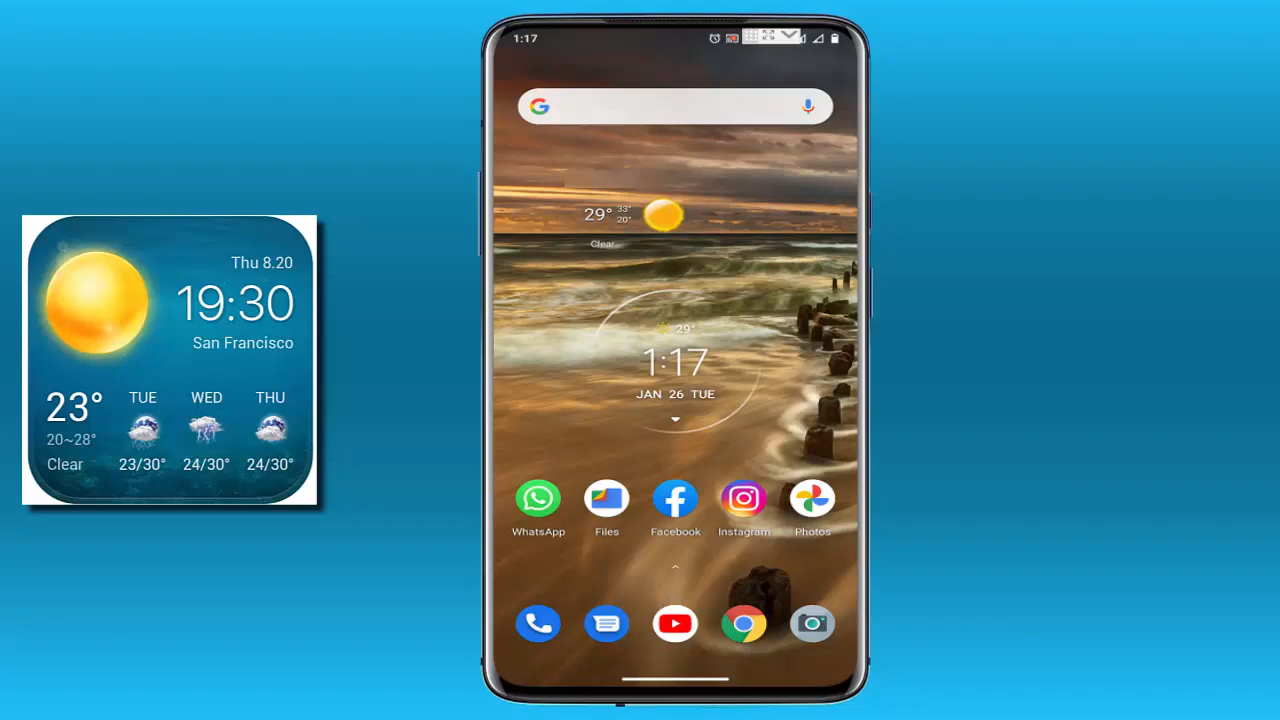 Thu 8.20
19:30
San Francisco
23°
20~28°
Clear
TUE WED THU
23/30° 24/30° 24/30°
1:17
29° 33° 20°
Clear
29°
1:17
JAN 26 TUE
WhatsApp Files Facebook Instagram Photos